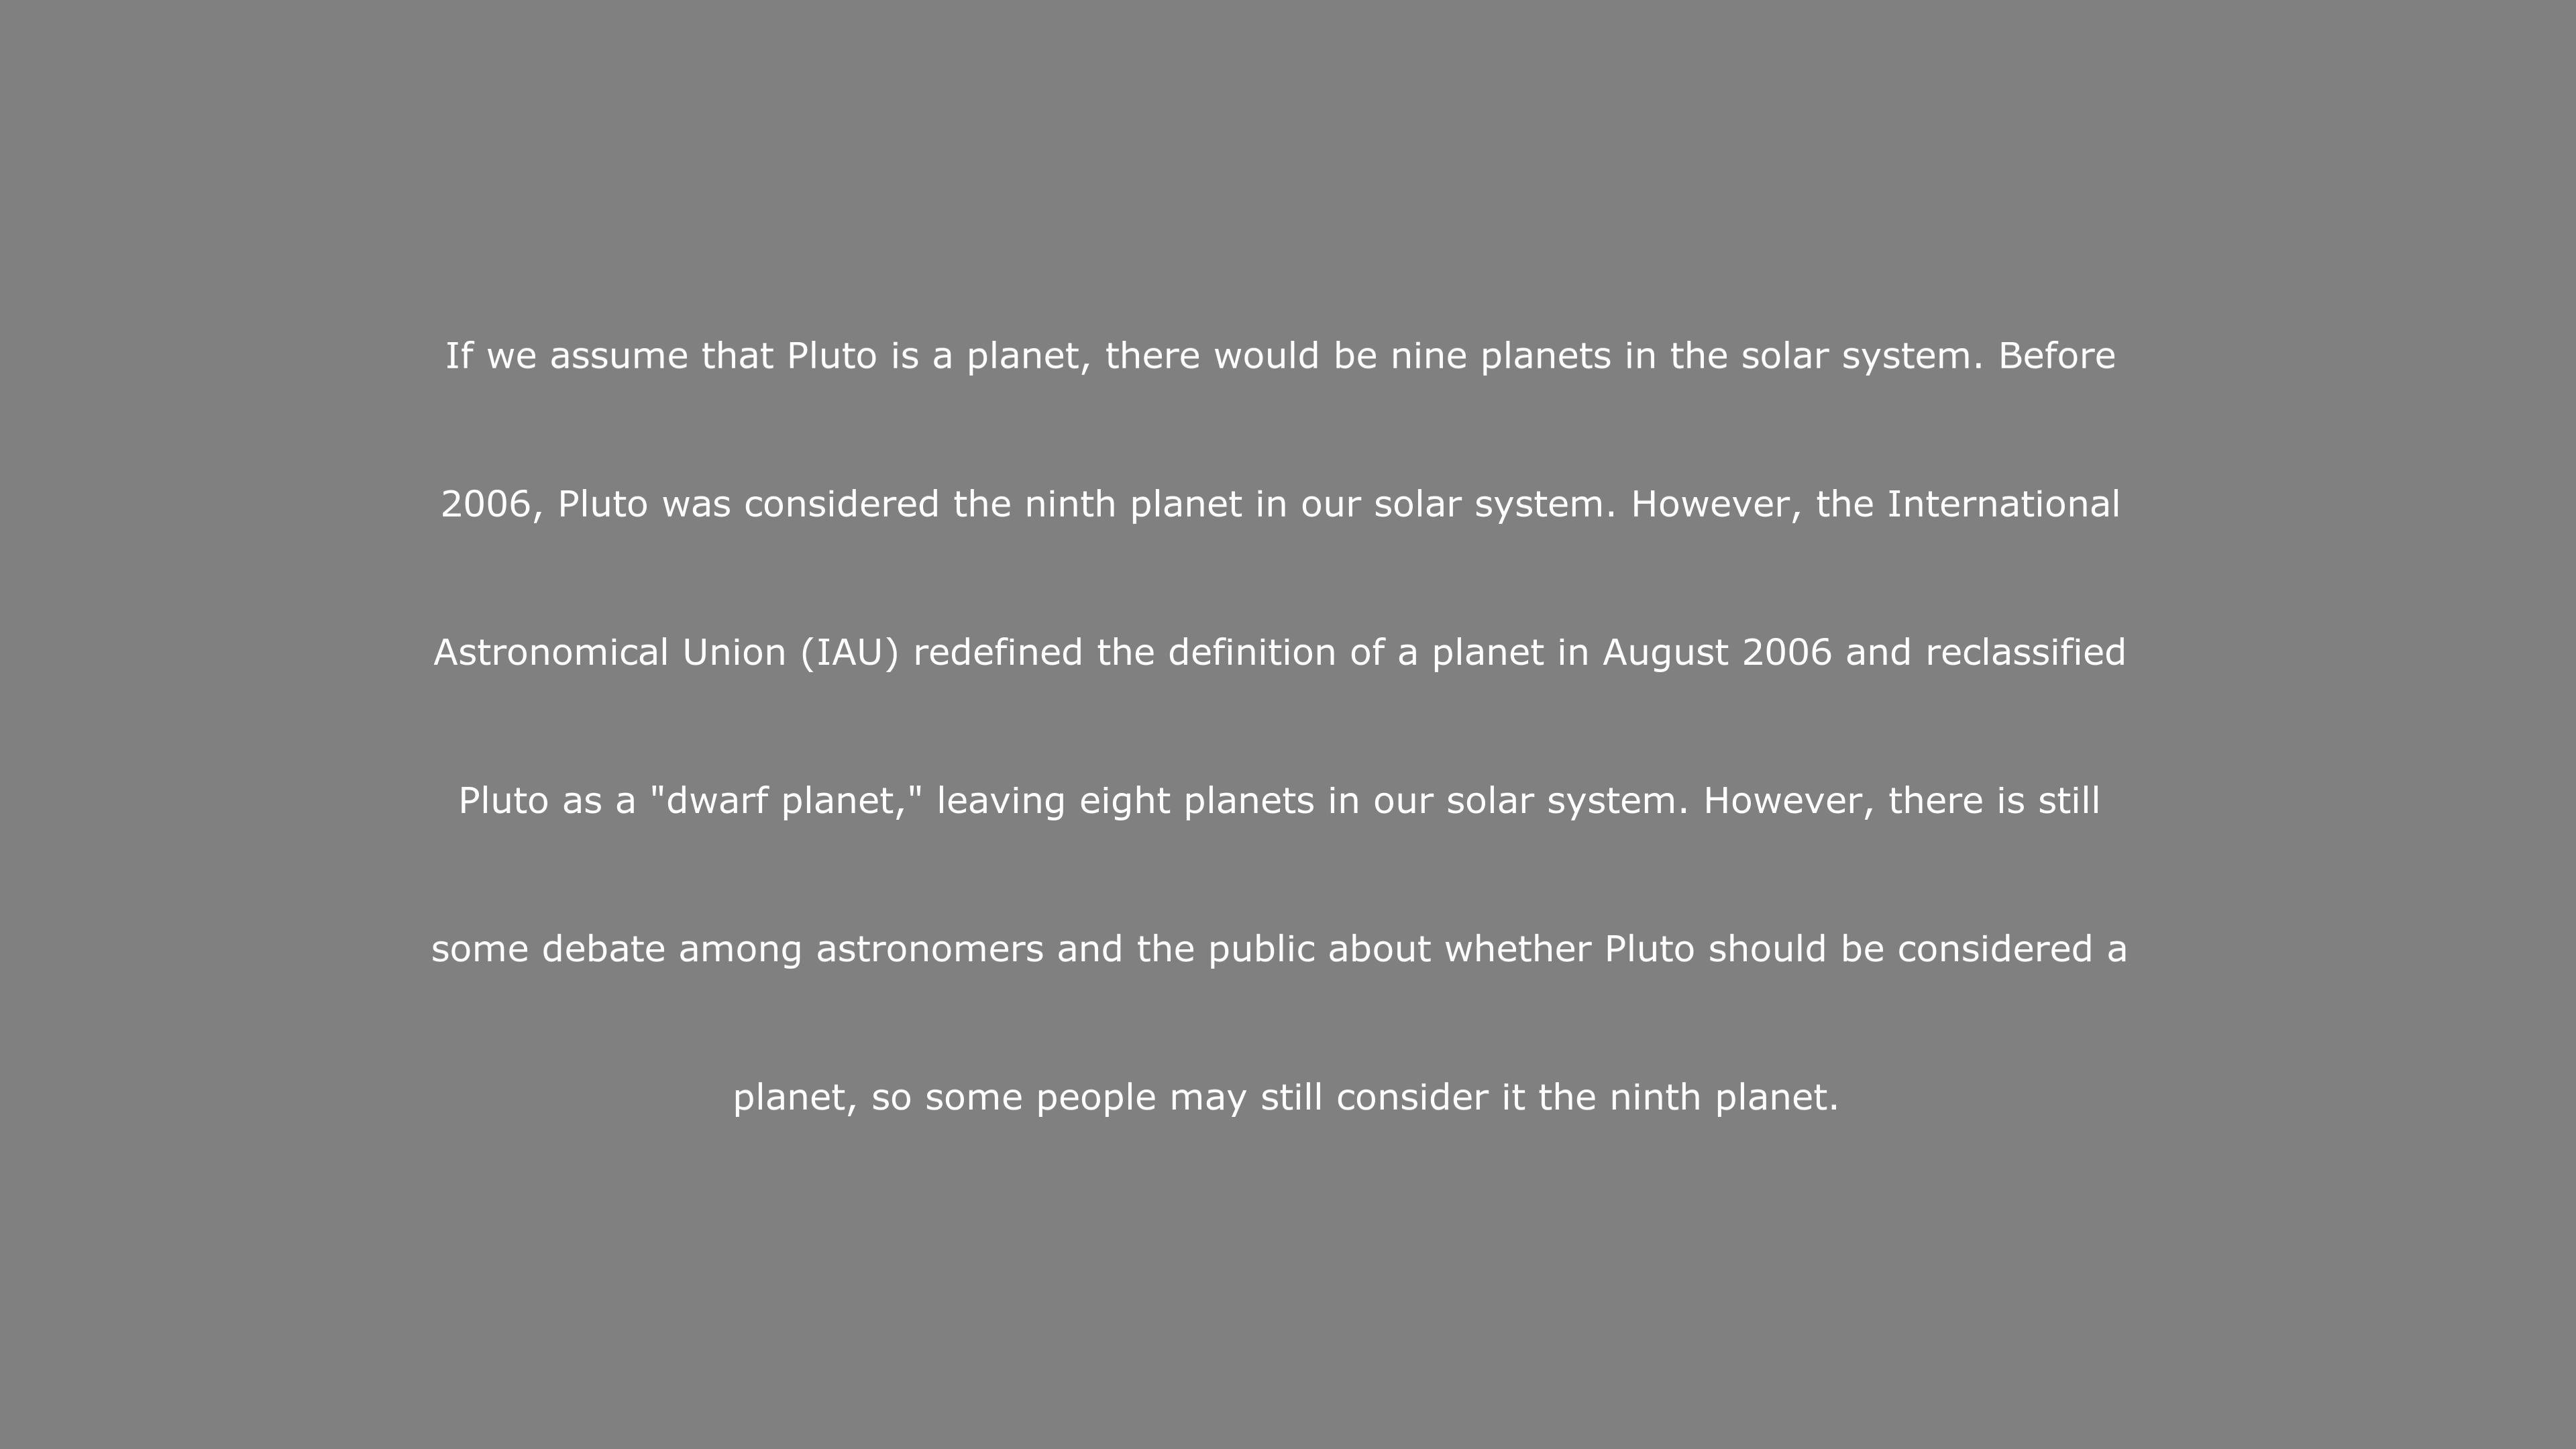 If we assume that Pluto is a planet, there would be nine planets in the solar system. Before
2006, Pluto was considered the ninth planet in our solar system. However, the International
Astronomical Union (IAU) redefined the definition of a planet in August 2006 and reclassified
Pluto as a "dwarf planet," leaving eight planets in our solar system. However, there is still
some debate among astronomers and the public about whether Pluto should be considered a
planet, so some people may still consider it the ninth planet.